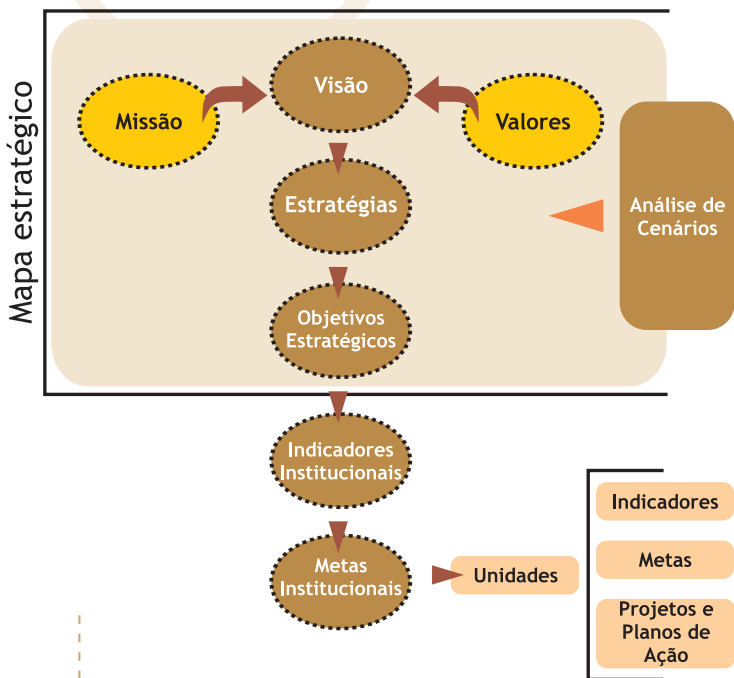 Mapa estratégico
Visão
Missão
Valores
Estratégias
Análise de
Cenários
Objetivos
Estratégicos
Indicadores
Institucionais
Metas
Institucionais
Unidades
Indicadores
Metas
Projetos e
Planos de
Ação